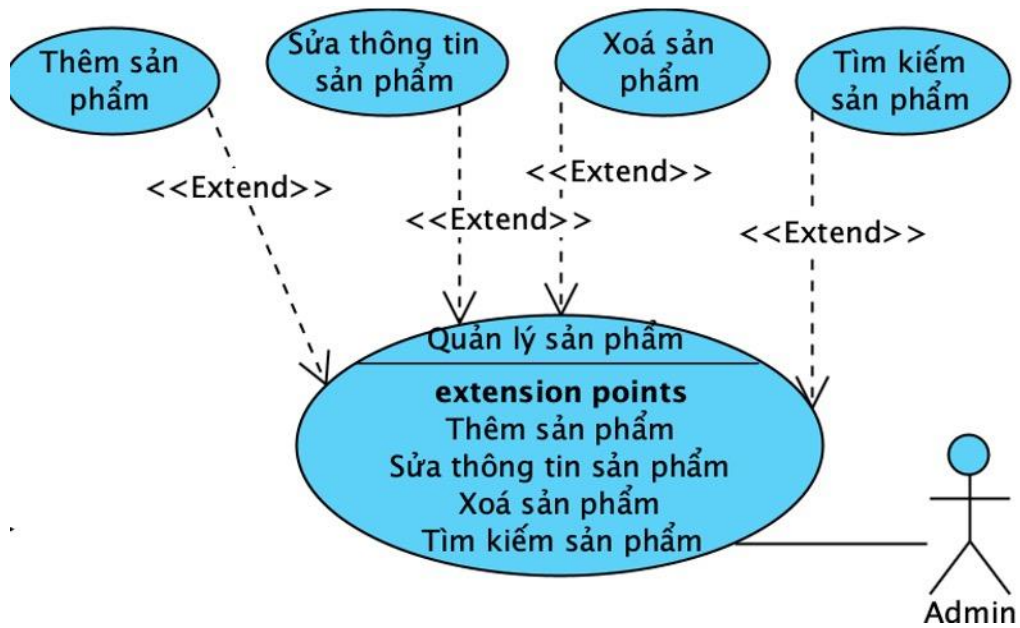 Thêm sản
phẩm
Sửa thông tin
sản phẩm
Xoá sản
phẩm
Tìm kiếm
sản phẩm
<<Extend>>
<<Extend>>
<<Extend>>
<<Extend>>
Quản lý sản phẩm
extension points
Thêm sản phẩm
Sửa thông tin sản phẩm
Xoá sản phẩm
Tìm kiếm sản phẩm
Admin